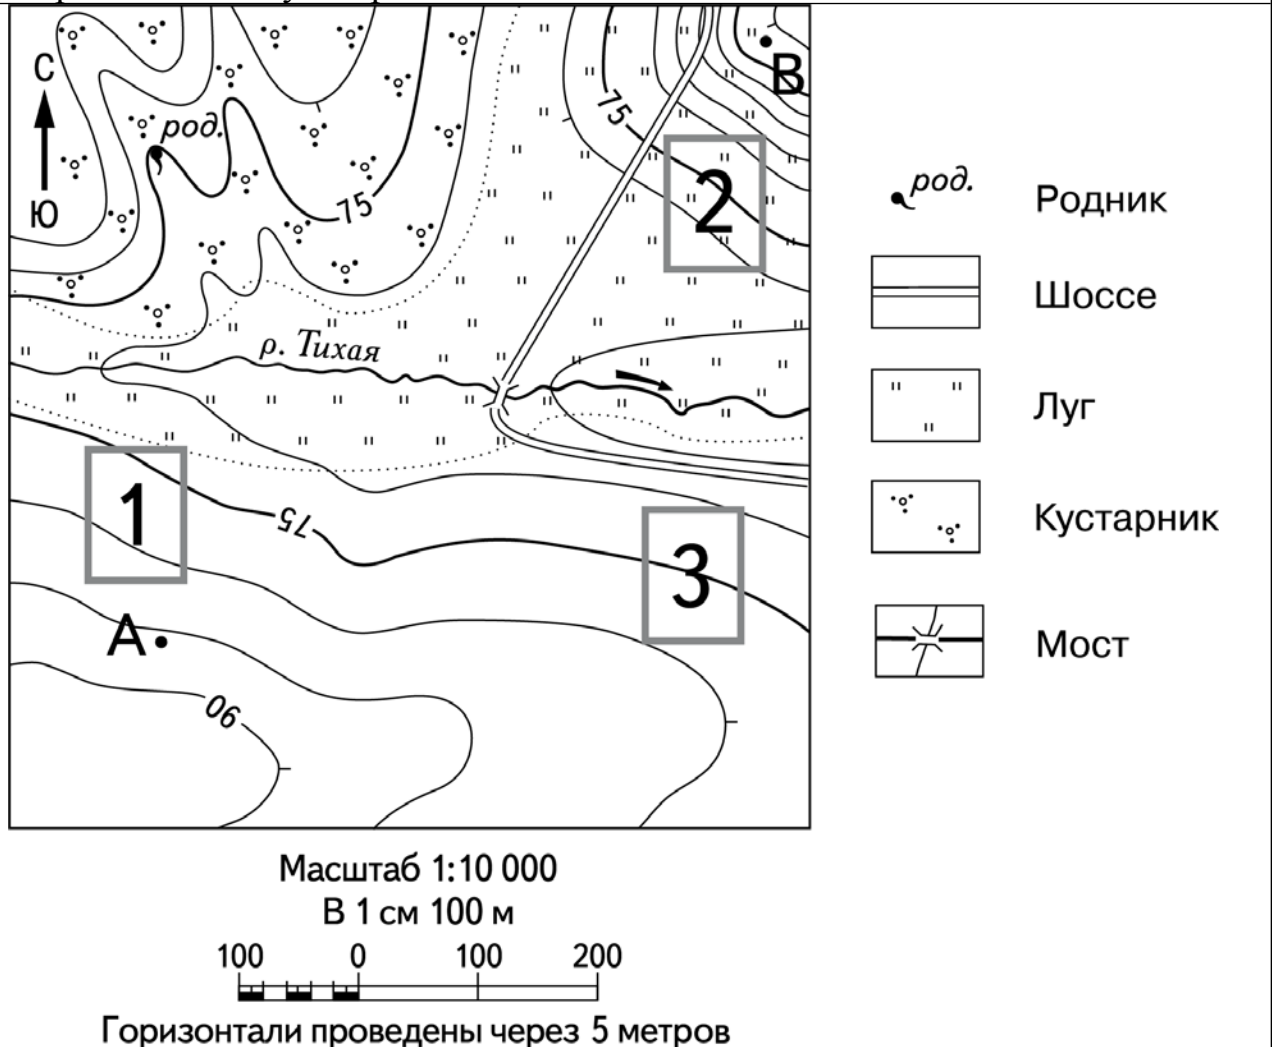 С
Ю
род.
75
75
В
2
р. Тихая
1
75
3
А
90
род.
Родник
Шоссе
Луг
Кустарник
Мост
Масштаб 1:10 000
В 1 см 100 м
100 0 100 200
Горизонтали проведены через 5 метров